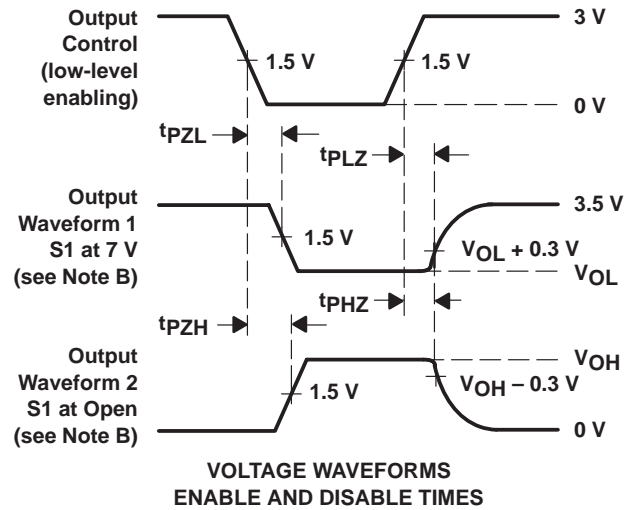 Output
Control
(low-level
enabling)
3 V
1.5 V
1.5 V
0 V
tPZL
tPLZ
Output
Waveform 1
S1 at 7 V
(see Note B)
3.5 V
1.5 V
VOL + 0.3 V
VOL
tPHZ
tPZH
Output
Waveform 2
S1 at Open
(see Note B)
VOH
1.5 V
VOH − 0.3 V
0 V
VOLTAGE WAVEFORMS
ENABLE AND DISABLE TIMES